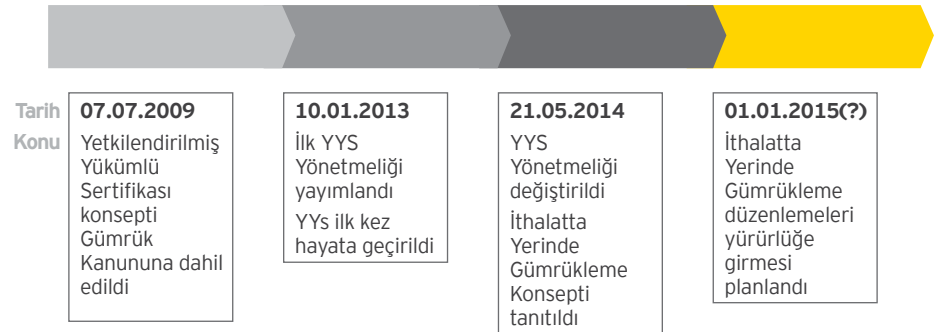 Tarih
Konu
07.07.2009
Yetkilendirilmiş
Yükümlü
Sertifikası
konsepti
Gümrük
Kanununa dahil
edildi
10.01.2013
İlk YYS
Yönetmeliği
yayımlandı
YYs ilk kez
hayata geçirildi
21.05.2014
YYS
Yönetmeliği
değiştirildi
İthalatta
Yerinde
Gümrükleme
Konsepti
tanıtıldı
01.01.2015(?)
İthalatta
Yerinde
Gümrükleme
düzenlemeleri
yürürlüğe
girmesi
planlandı